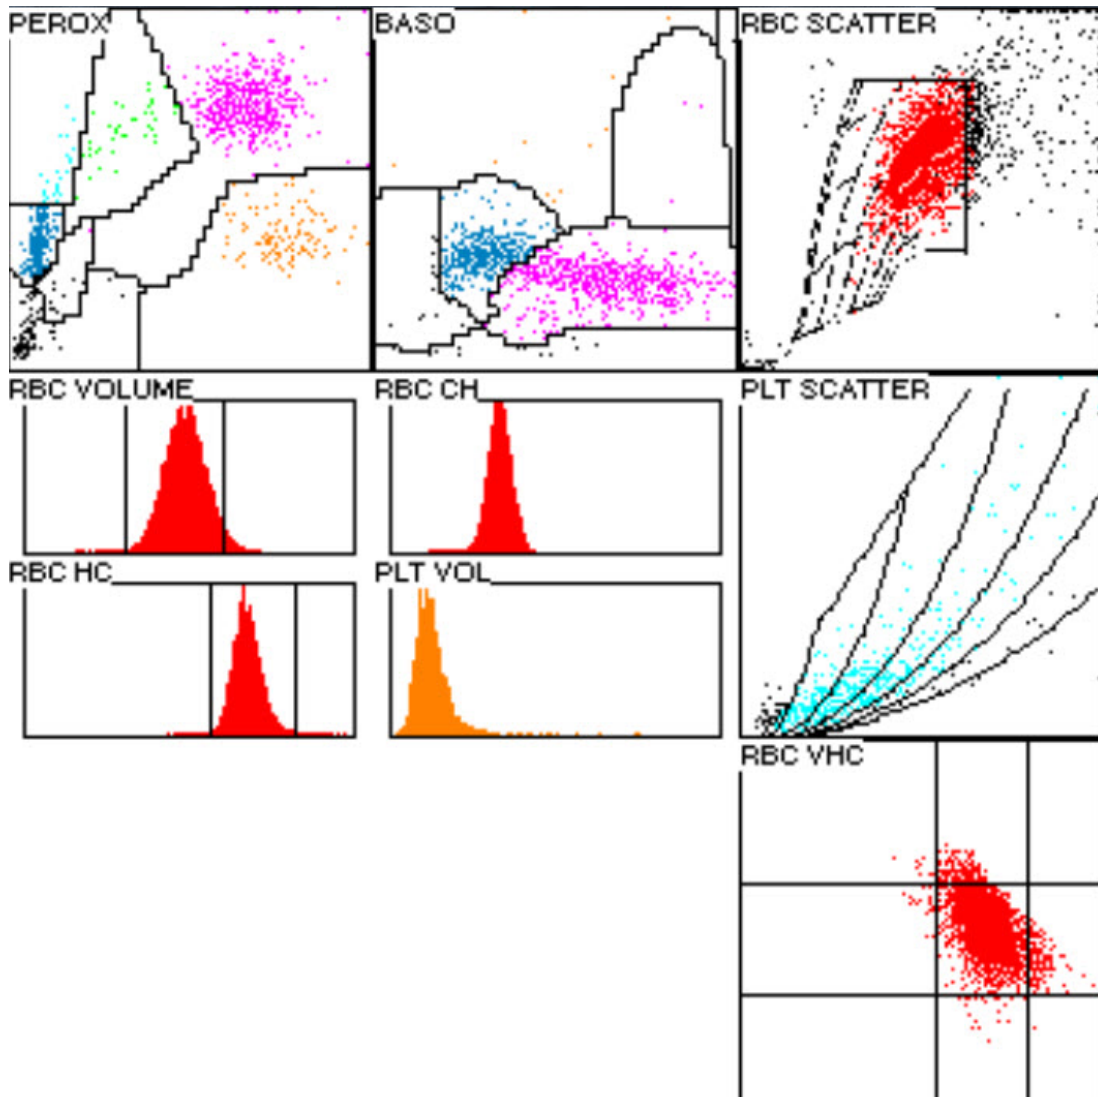 PEROX
BASO
RBC SCATTER
RBC VOLUME
RBC CH
PLT SCATTER
RBC HC
PLT VOL
RBC VHC